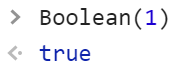 > Boolean(1)
< true